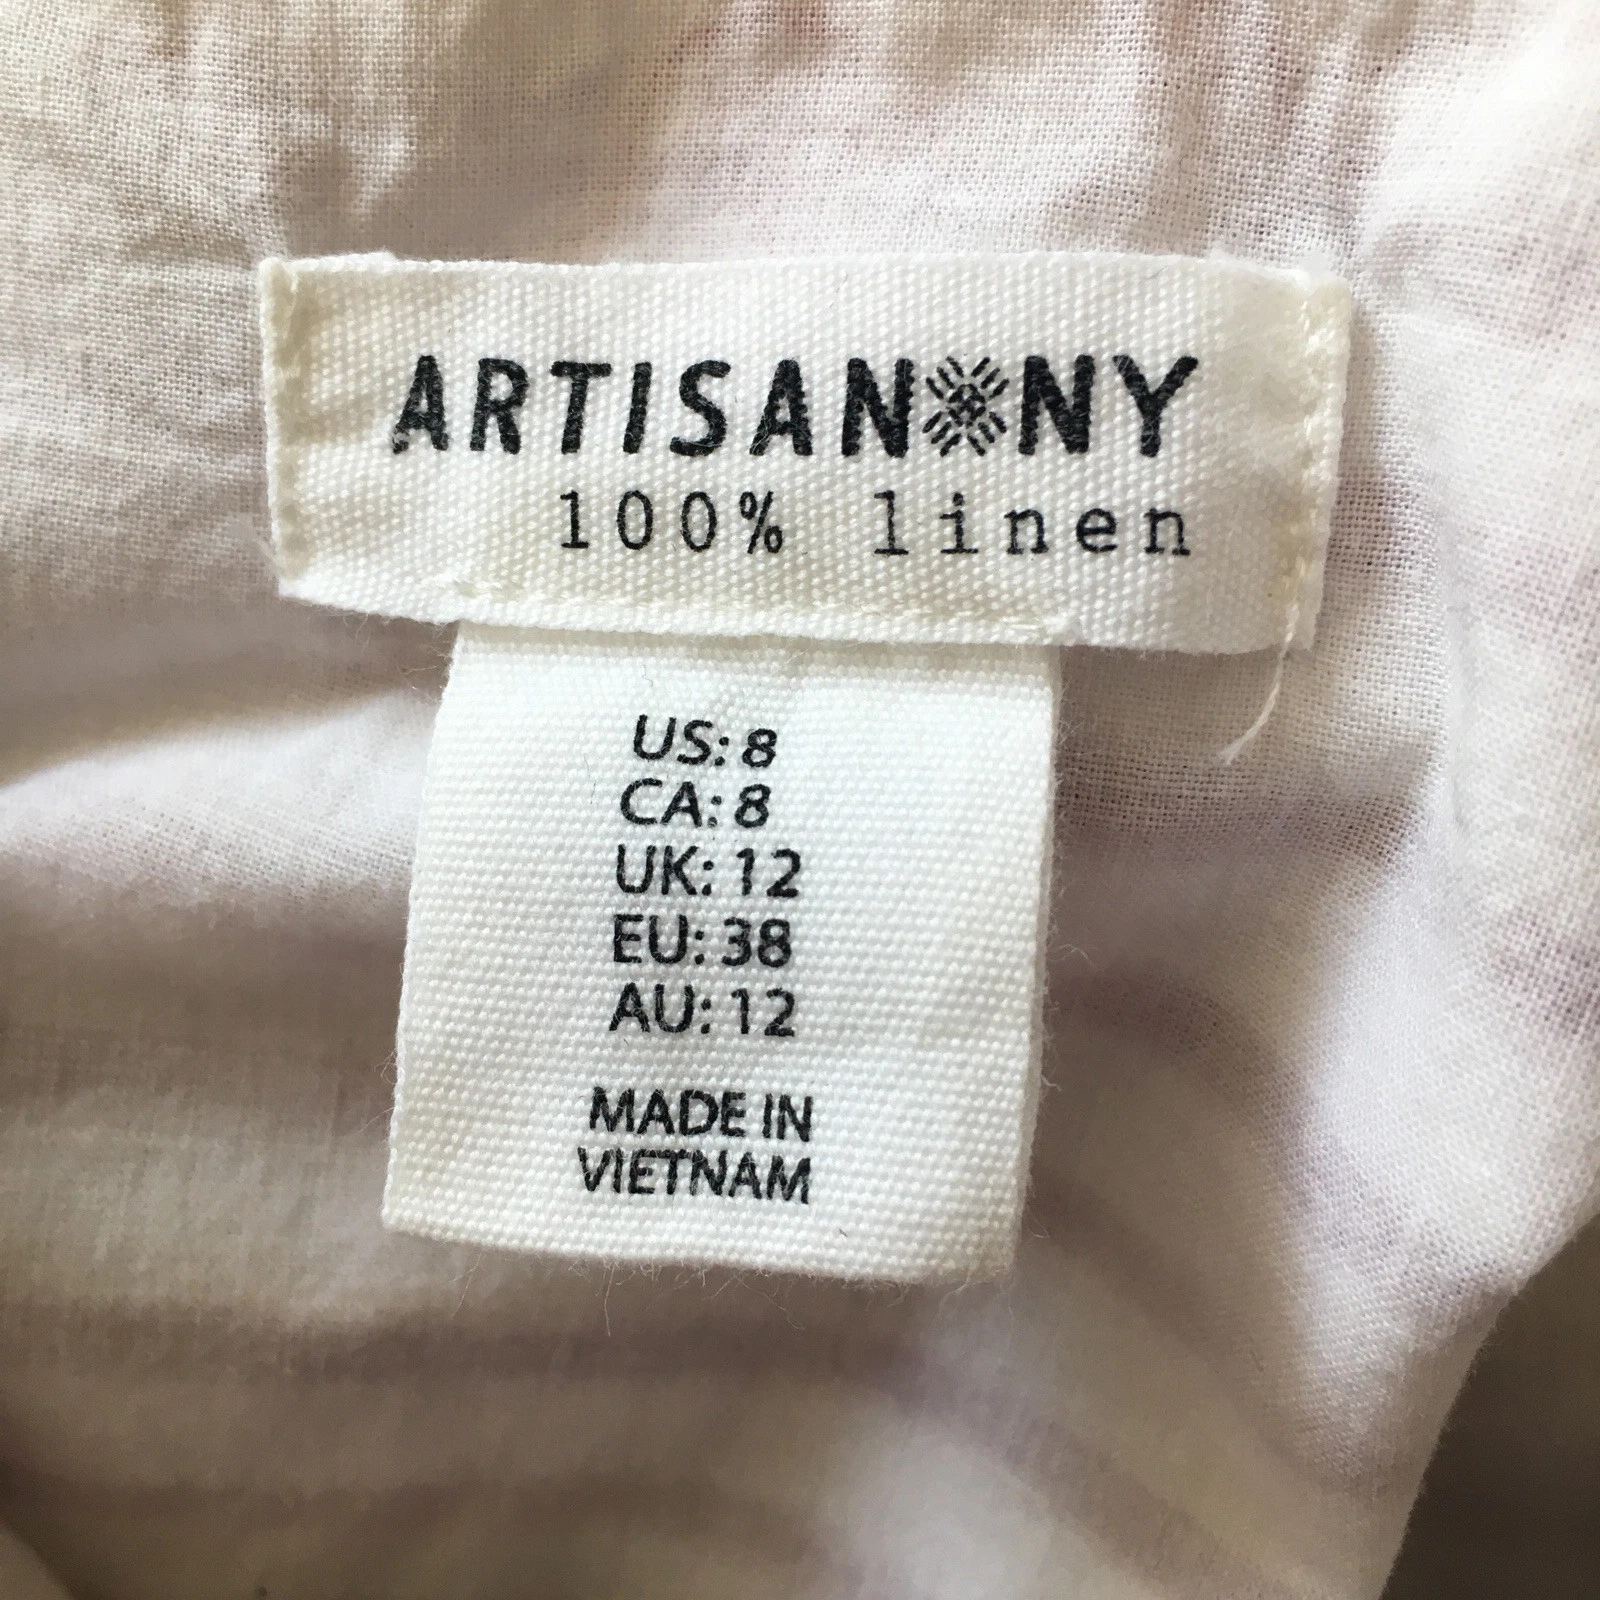 ARTISAN NY
100% linen
US: 8
CA: 8
UK: 12
EU: 38
AU: 12
MADE IN
VIETNAM